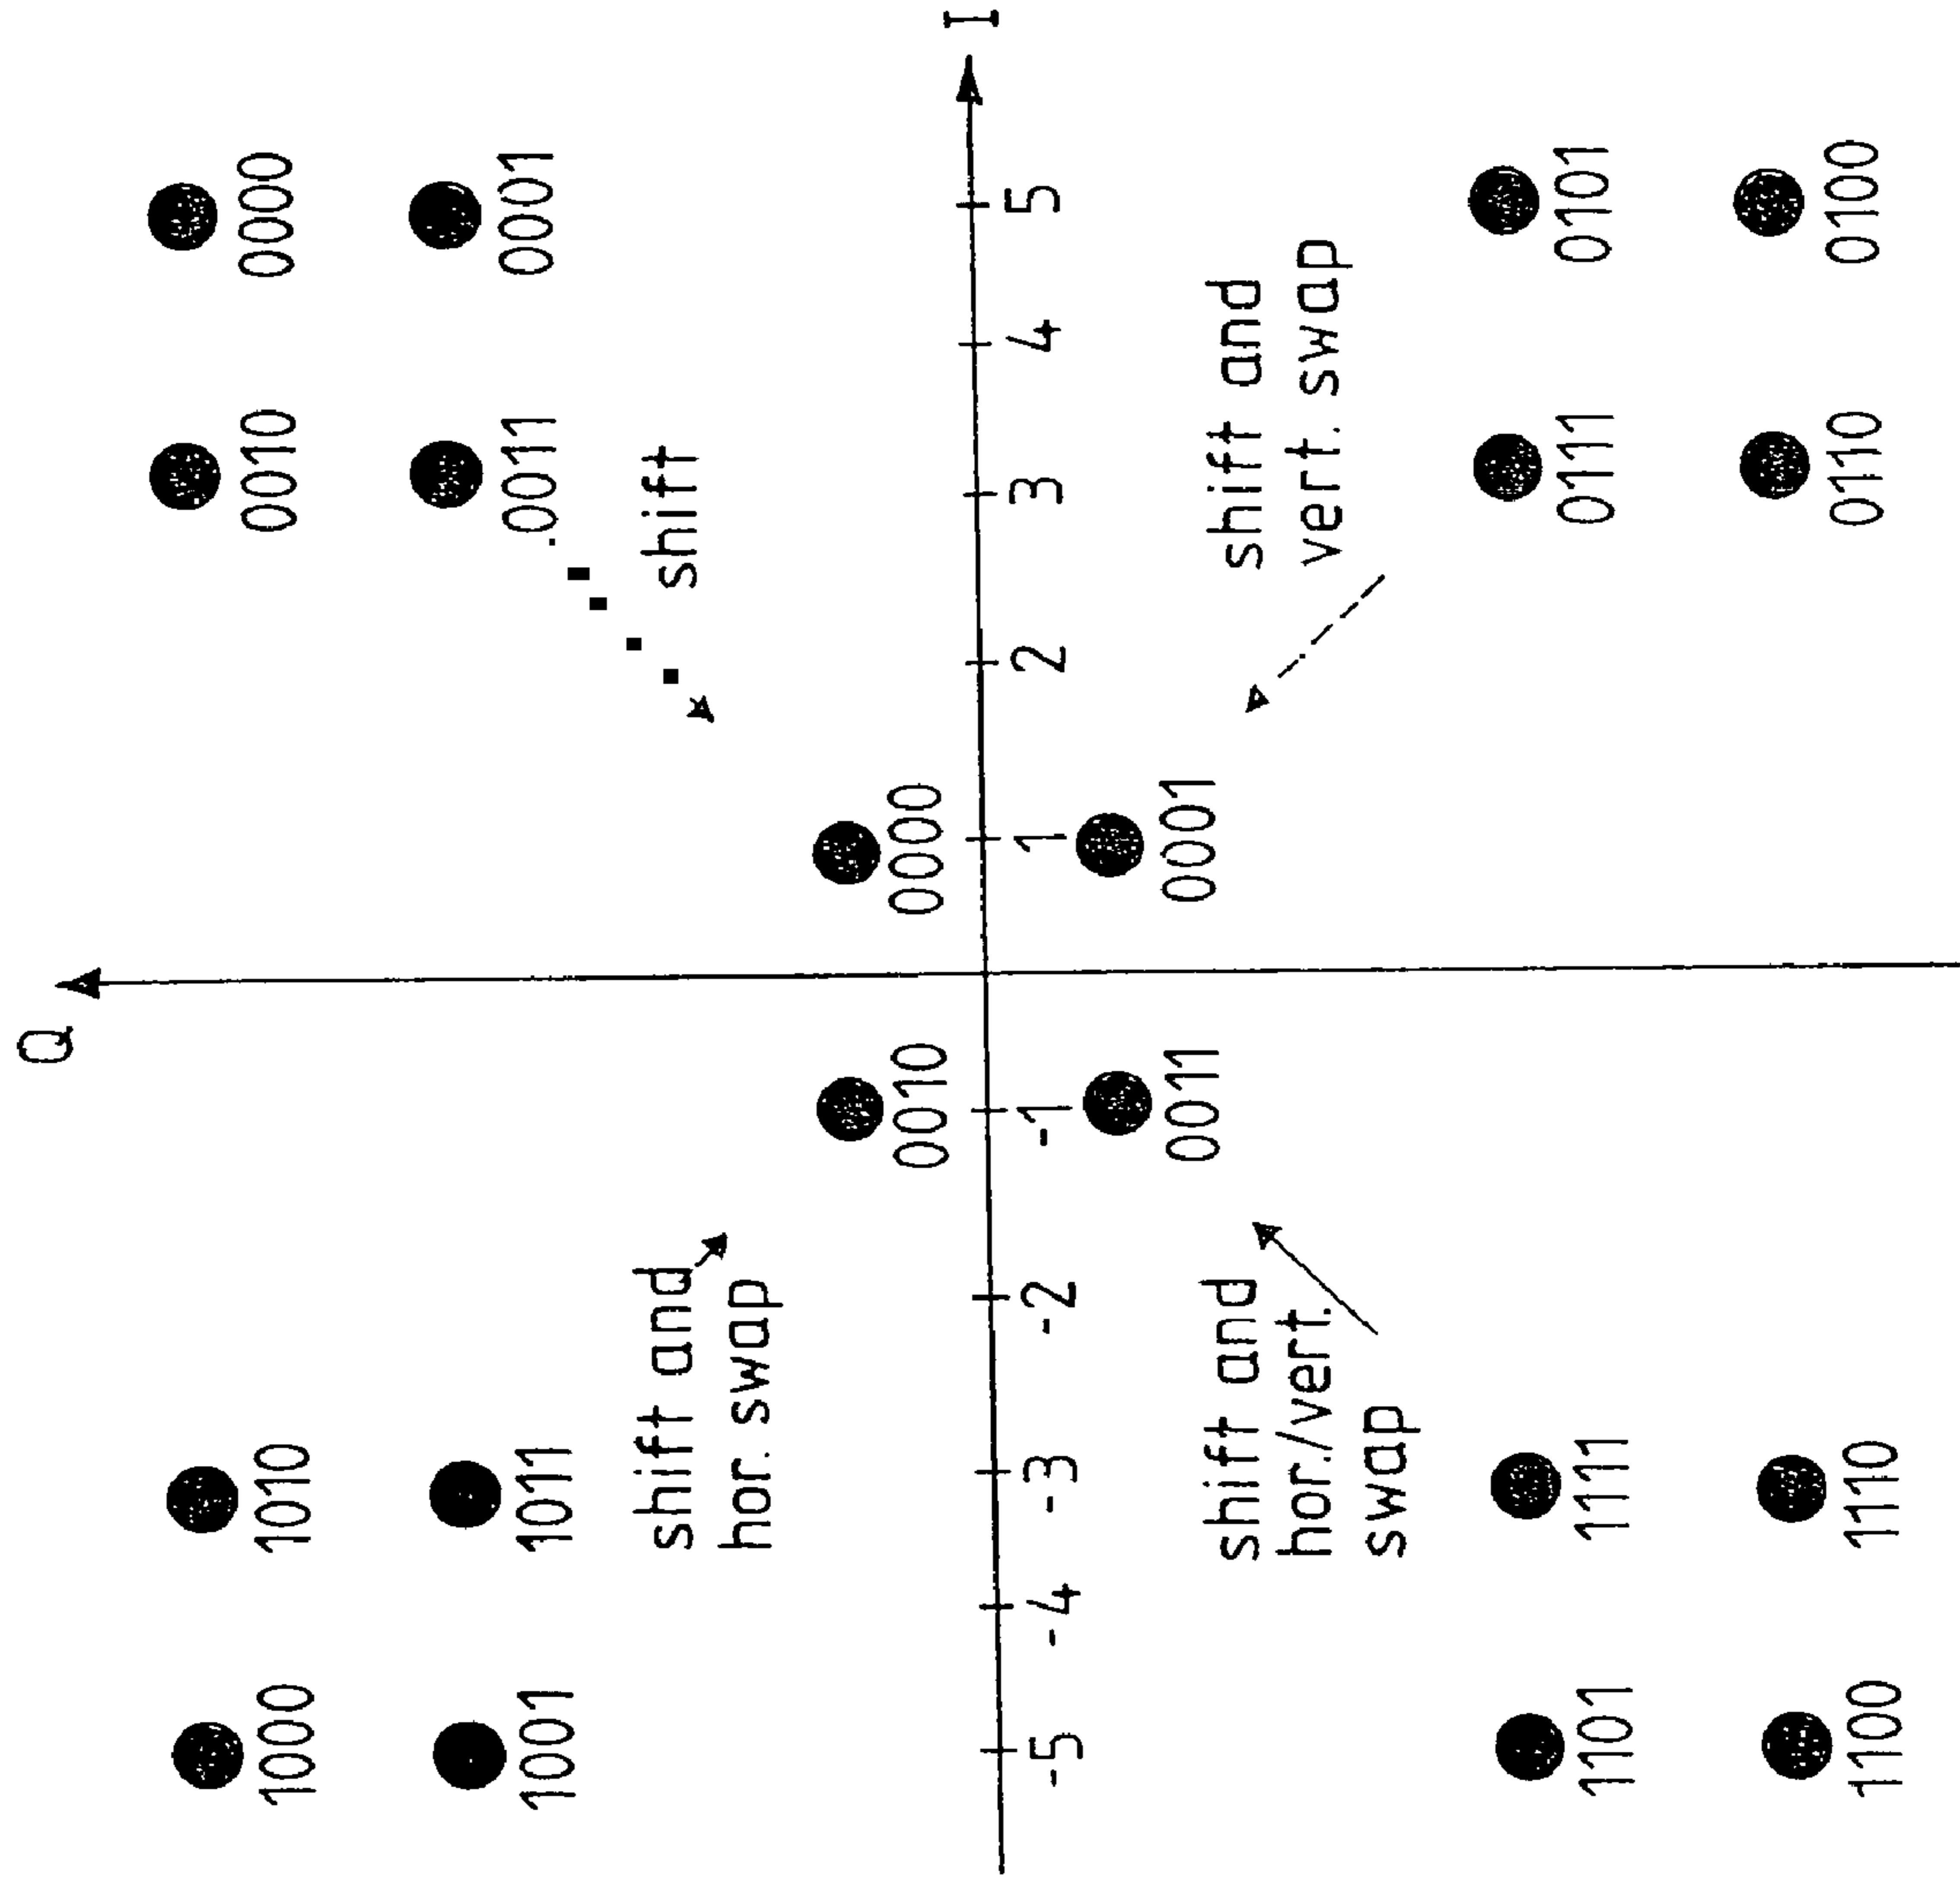 Q
1000 1010 0010 0000
1001 1011 0011 0001
shift and
hor. swap
shift
0010 0000
I
-5 -4 -3 -2 -1 1 2 3 4 5
0011 0001
shift and
hor./vert.
swap
shift and
vert. swap
1101 1111 0111 0101
1100 1110 0110 0100